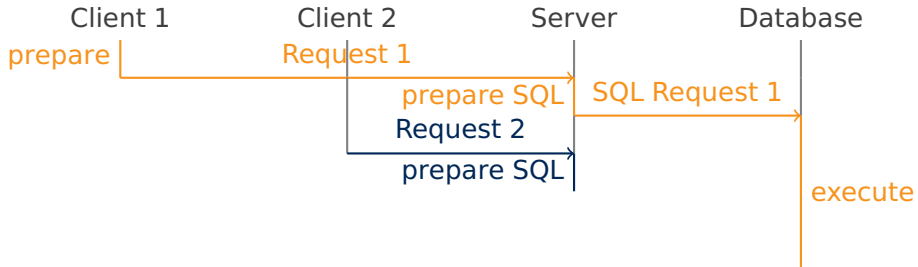 Client 1
Client 2
Server
Database
prepare
Request 1
prepare SQL
SQL Request 1
Request 2
prepare SQL
execute